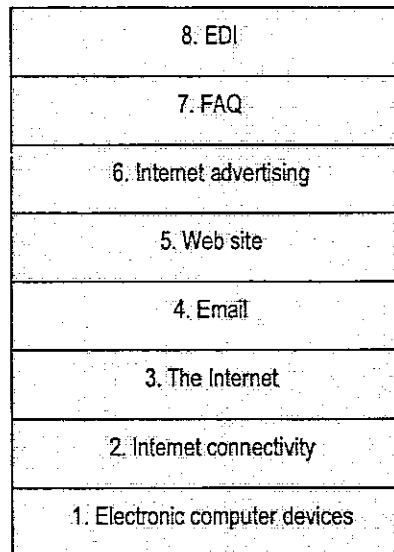 8. EDI
7. FAQ
6. Internet advertising
5. Web site
4. Email
3. The Internet
2. Internet connectivity
1. Electronic computer devices